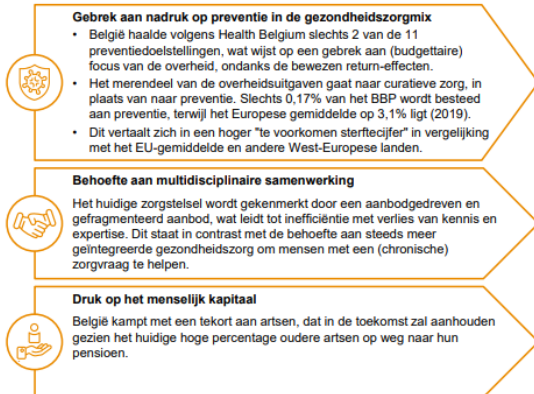 Gebrek aan nadruk op preventie in de gezondheidszorgmix
• België haalde volgens Health Belgium slechts 2 van de 11
preventiedoelstellingen, wat wijst op een gebrek aan (budgettaire)
focus van de overheid, ondanks de bewezen return-effecten.
• Het merendeel van de overheidsuitgaven gaat naar curatieve zorg, in
plaats van naar preventie. Slechts 0,17% van het BBP wordt besteed
aan preventie, terwijl het Europese gemiddelde op 3,1% ligt (2019).
• Dit vertaalt zich in een hoger "te voorkomen sterftecijfer" in vergelijking
met het EU-gemiddelde en andere West-Europese landen.
Behoefte aan multidisciplinaire samenwerking
Het huidige zorgstelsel wordt gekenmerkt door een aanbodgedreven en
gefragmenteerd aanbod, wat leidt tot inefficiëntie met verlies van kennis en
expertise. Dit staat in contrast met de behoefte aan steeds meer
geïntegreerde gezondheidszorg om mensen met een (chronische)
zorgvraag te helpen.
Druk op het menselijk kapitaal
België kampt met een tekort aan artsen, dat in de toekomst zal aanhouden
gezien het huidige hoge percentage oudere artsen op weg naar hun
pensioen.